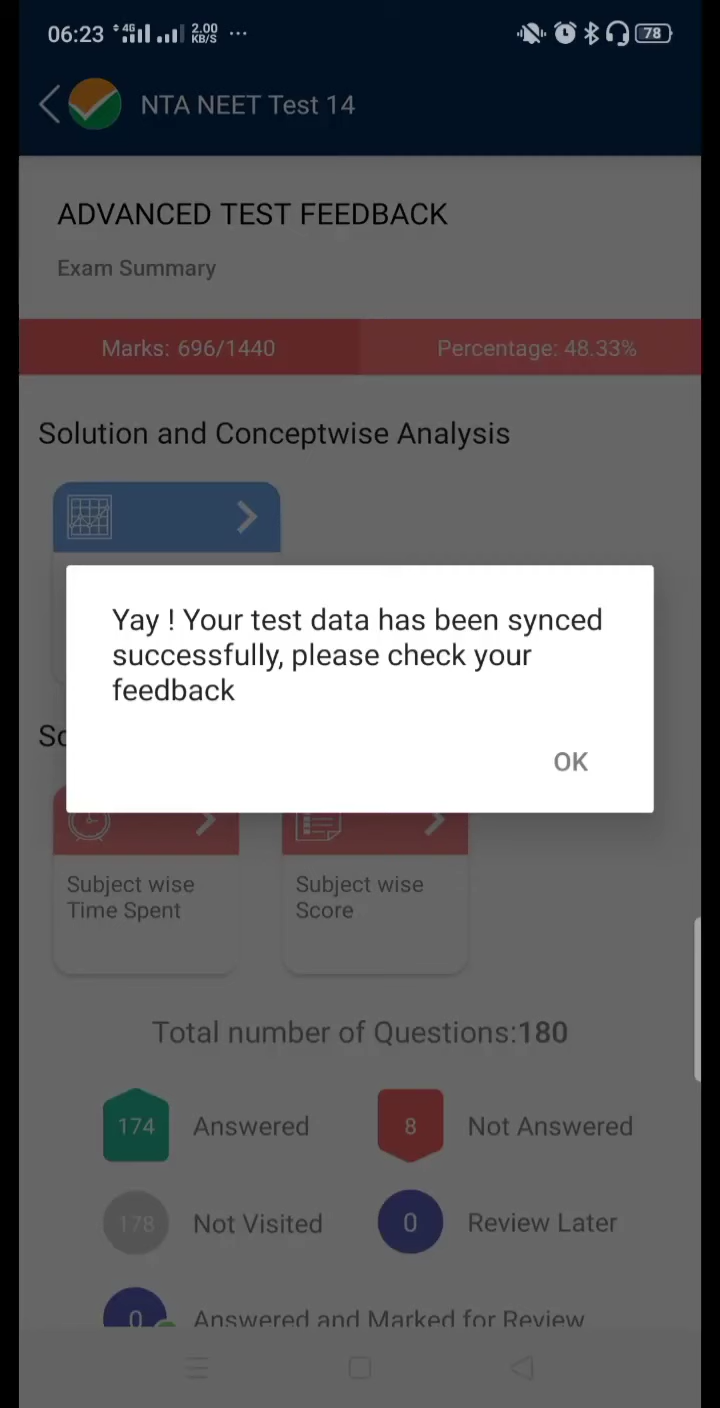 06:23 4G 2.00 KB/S ... 78
NTA NEET Test 14
ADVANCED TEST FEEDBACK
Exam Summary
Marks: 696/1440 Percentage: 48.33%
Solution and Conceptwise Analysis
Yay ! Your test data has been synced
successfully, please check your
feedback
OK
Sc
Subject wise
Time Spent
Subject wise
Score
Total number of Questions:180
174 Answered 8 Not Answered
178 Not Visited 0 Review Later
0 Answered and Marked for Review